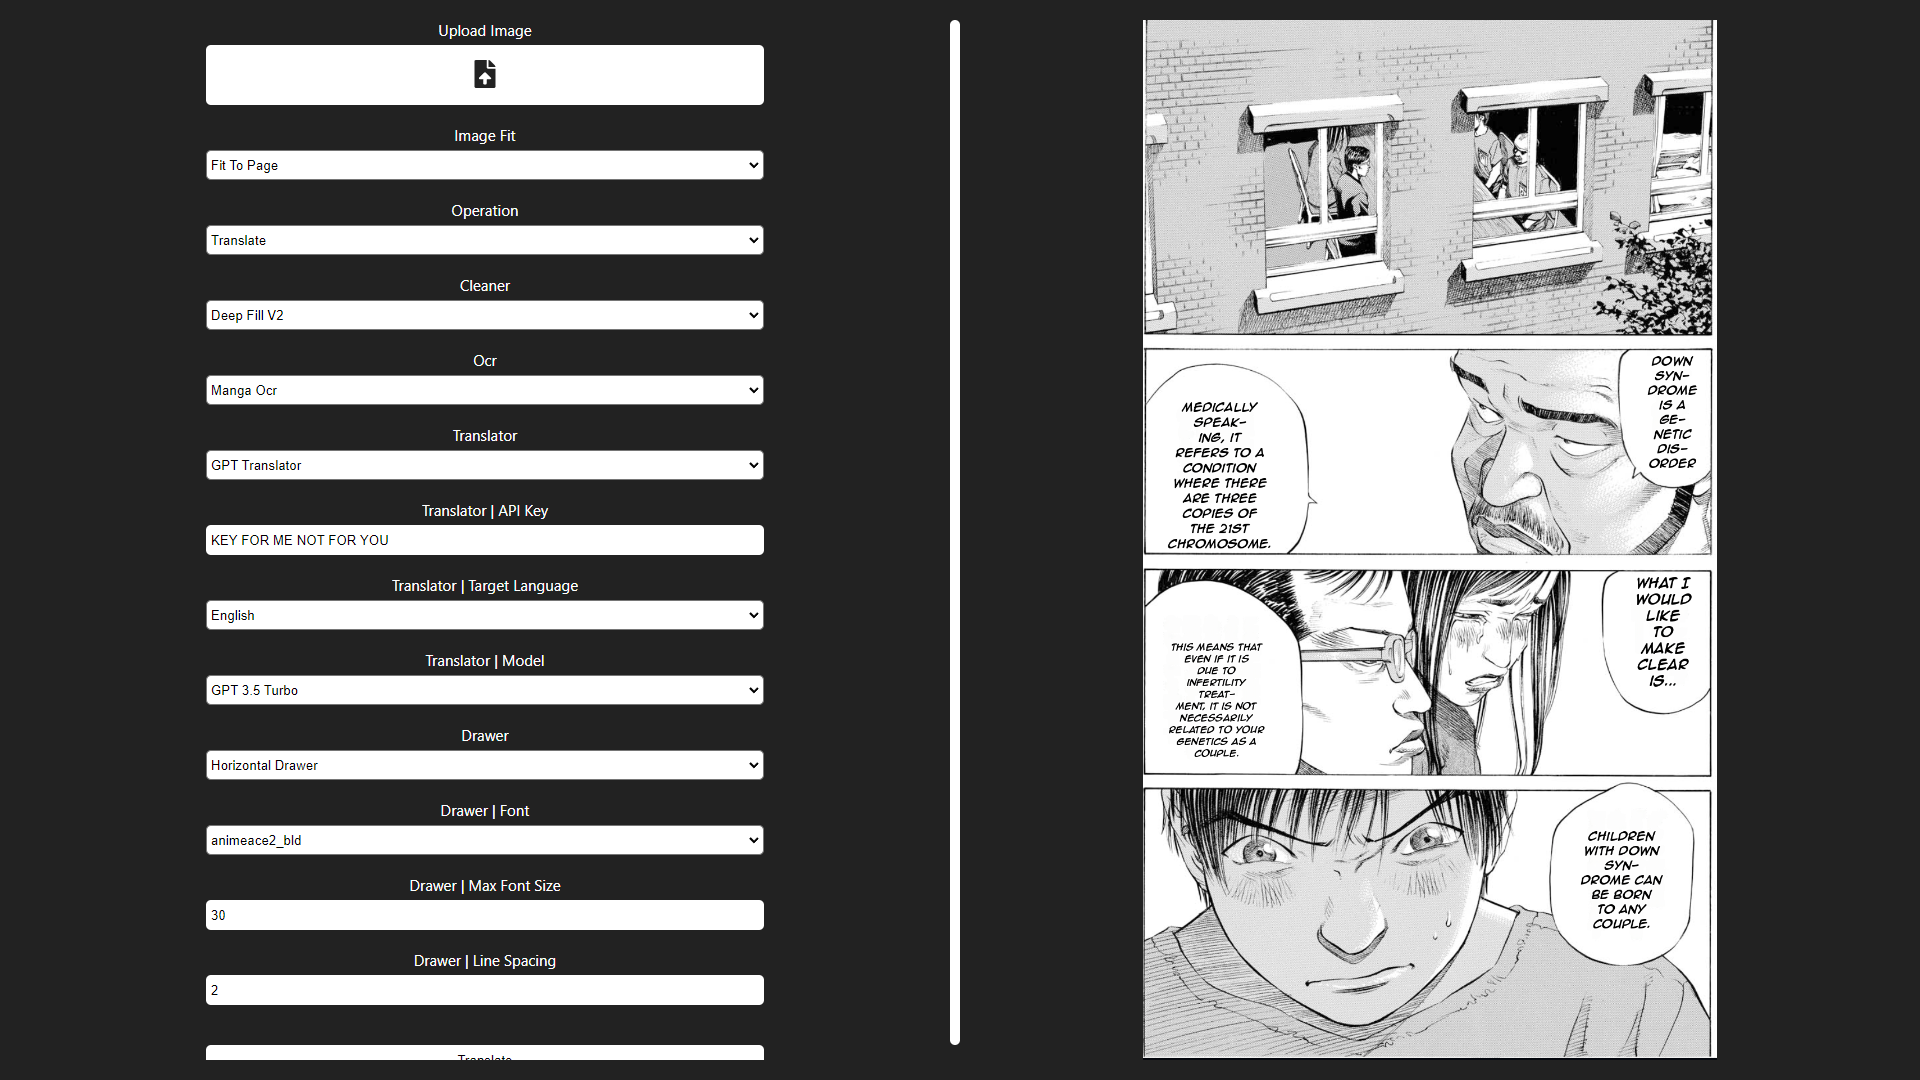 Upload Image
Image Fit
Fit To Page
Operation
Translate
Cleaner
Deep Fill V2
Ocr
Manga Ocr
Translator
GPT Translator
Translator | API Key
KEY FOR ME NOT FOR YOU
Translator | Target Language
English
Translator | Model
GPT 3.5 Turbo
Drawer
Horizontal Drawer
Drawer | Font
animeace2_bld
Drawer | Max Font Size
30
Drawer | Line Spacing
2
Translate
DOWN
SYN-
DROME
IS A
GE-
NETIC
DIS-
ORDER
MEDICALLY
SPEAK-
ING, IT
REFERS TO A
CONDITION
WHERE THERE
ARE THREE
COPIES OF
THE 21ST
CHROMOSOME.
WHAT I
WOULD
LIKE
TO
MAKE
CLEAR
IS...
THIS MEANS THAT
EVEN IF IT IS
DUE TO
INFERTILITY
TREAT-
MENT, IT IS NOT
NECESSARILY
RELATED TO YOUR
GENETICS AS A
COUPLE.
CHILDREN
WITH DOWN
SYN-
DROME CAN
BE BORN
TO ANY
COUPLE.